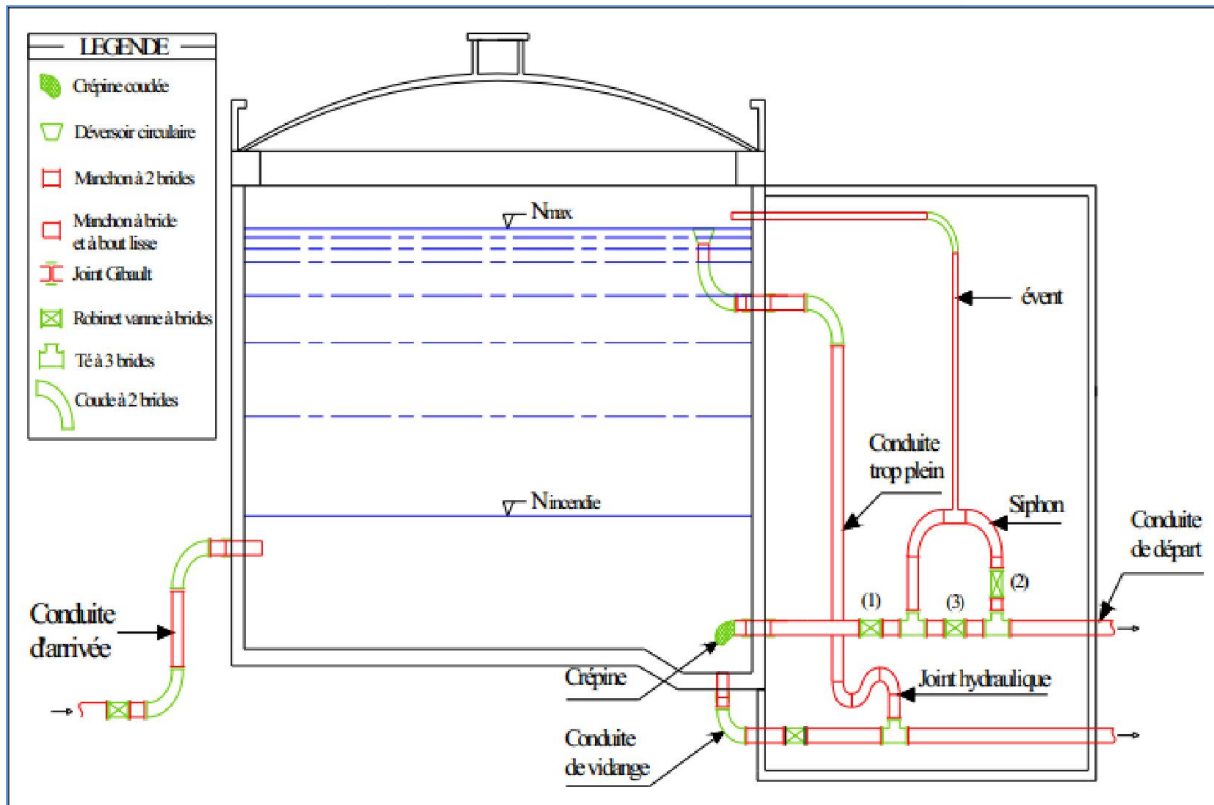 LEGENDE
Crépine coudée
Déversoir circulaire
Manchon à 2 brides
Manchon à bride
et à bout lisse
Joint Gibault
Robinet vanne à brides
Té à 3 brides
Coude à 2 brides
Nmax
évent
Conduite
trop plein
Siphon
Nincendie
Conduite
de départ
(1)
(3)
(2)
Conduite
d'arrivée
Crépine
Joint hydraulique
Conduite
de vidange